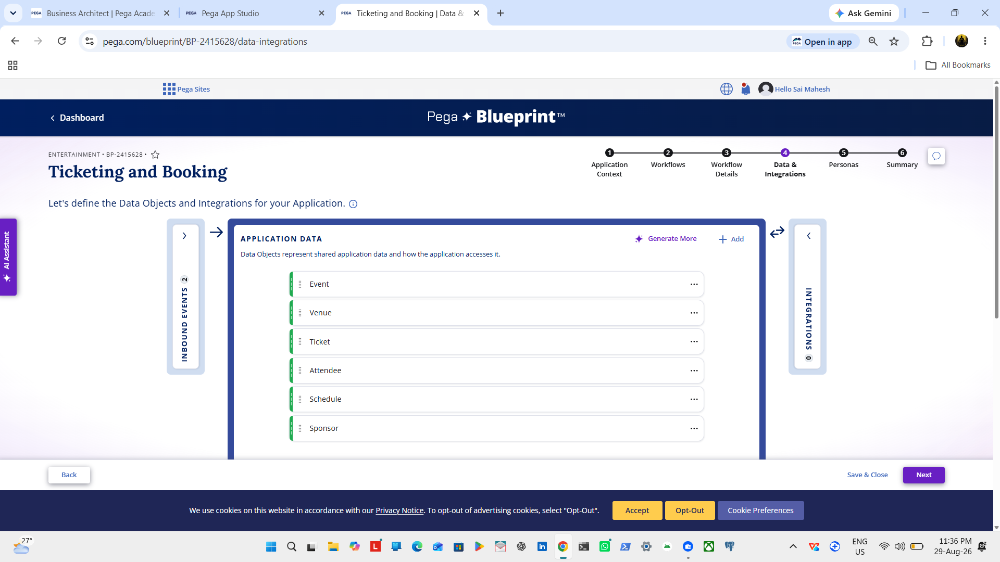 Business Architect | Pega Acade
Pega App Studio
Ticketing and Booking | Data &
Ask Gemini
pega.com/blueprint/BP-2415628/data-integrations
Open in app
All Bookmarks
Pega Sites
Hello Sai Mahesh
Dashboard
Pega Blueprint™
ENTERTAINMENT • BP-2415628 •
Ticketing and Booking
1
Application
Context
2
Workflows
3
Workflow
Details
4
Data &
Integrations
5
Personas
6
Summary
Let's define the Data Objects and Integrations for your Application.
AI Assistant
INBOUND EVENTS 2
APPLICATION DATA
Generate More
Add
Data Objects represent shared application data and how the application accesses it.
Event
Venue
Ticket
Attendee
Schedule
Sponsor
INTEGRATIONS 0
Back
Save & Close
Next
We use cookies on this website in accordance with our Privacy Notice. To opt-out of advertising cookies, select "Opt-Out".
Accept
Opt-Out
Cookie Preferences
27°
ENG
US
11:36 PM
29-Aug-26